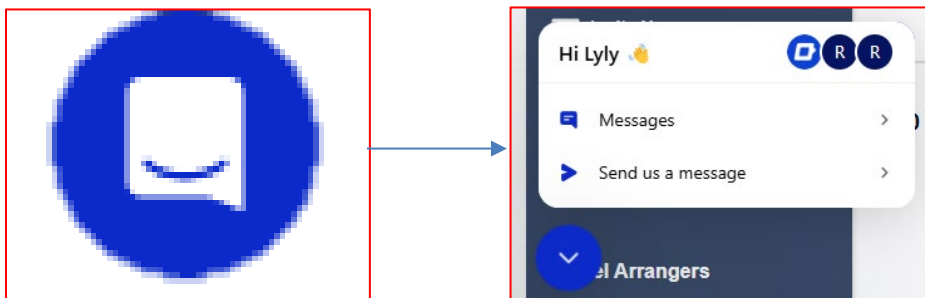 Hi Lyly 👋
R R
Messages
Send us a message
el Arrangers